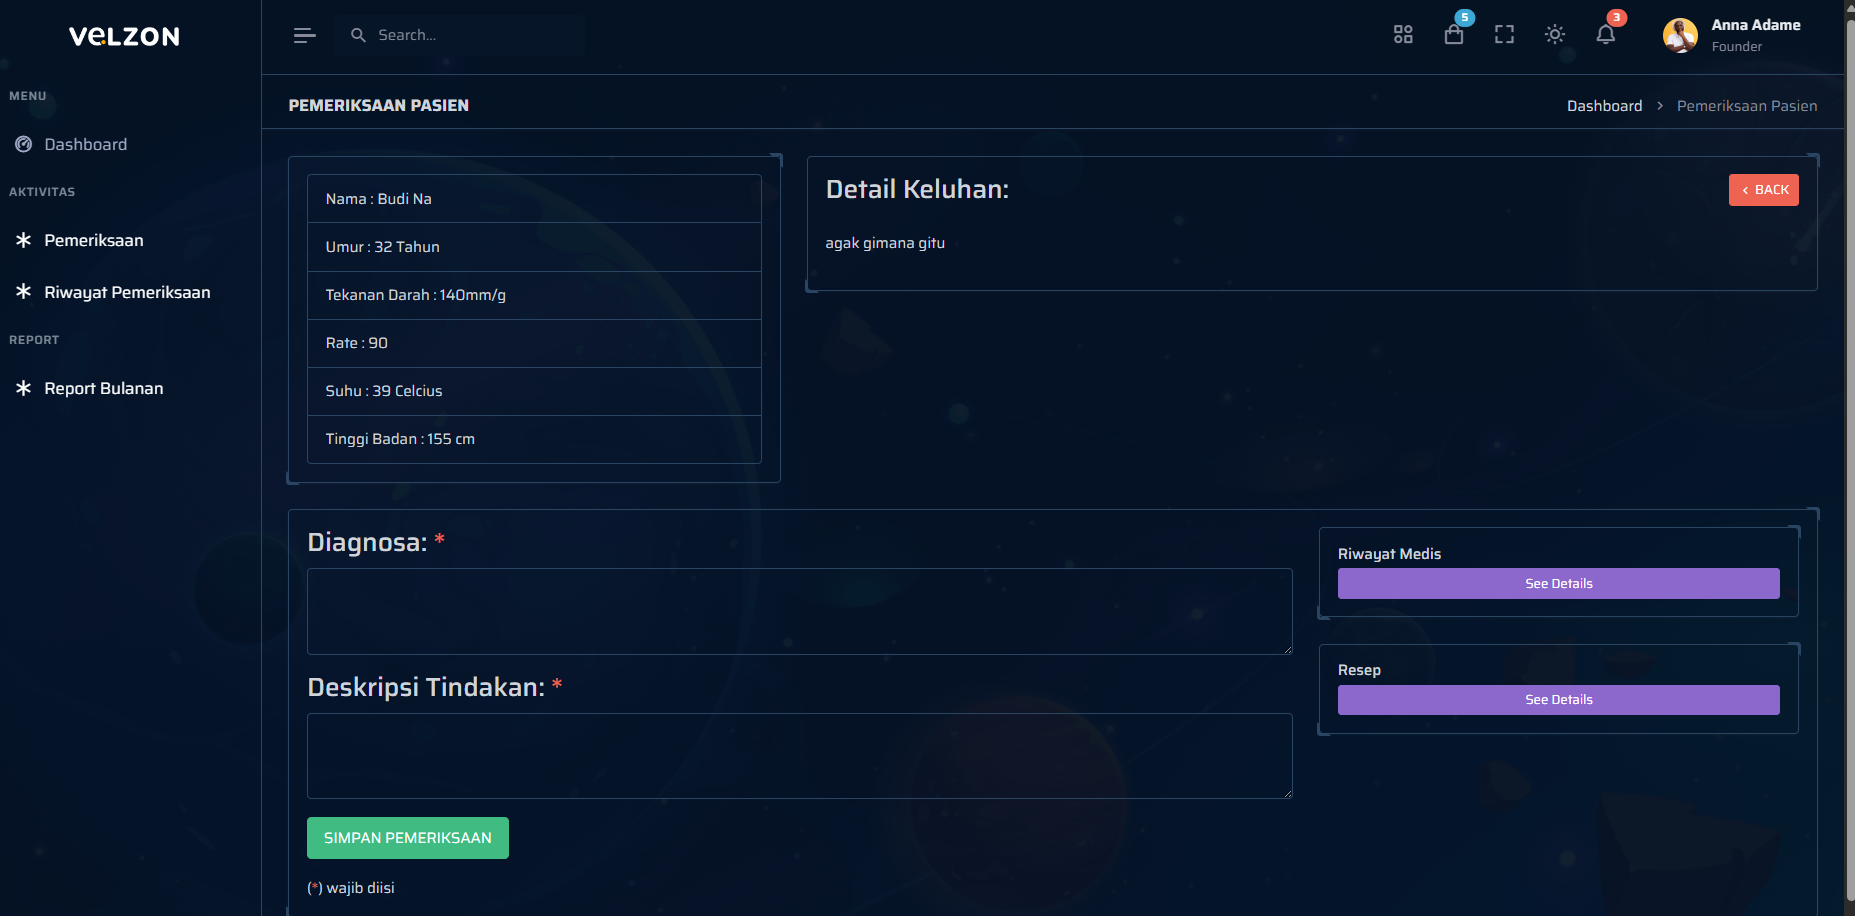 VELZON
Search...
5
3
Anna Adame
Founder
MENU
Dashboard
AKTIVITAS
Pemeriksaan
Riwayat Pemeriksaan
REPORT
Report Bulanan
PEMERIKSAAN PASIEN
Dashboard > Pemeriksaan Pasien
Nama : Budi Na
Umur : 32 Tahun
Tekanan Darah : 140mm/g
Rate : 90
Suhu : 39 Celcius
Tinggi Badan : 155 cm
Detail Keluhan:
‹ BACK
agak gimana gitu
Diagnosa: *
Deskripsi Tindakan: *
SIMPAN PEMERIKSAAN
(*) wajib diisi
Riwayat Medis
See Details
Resep
See Details